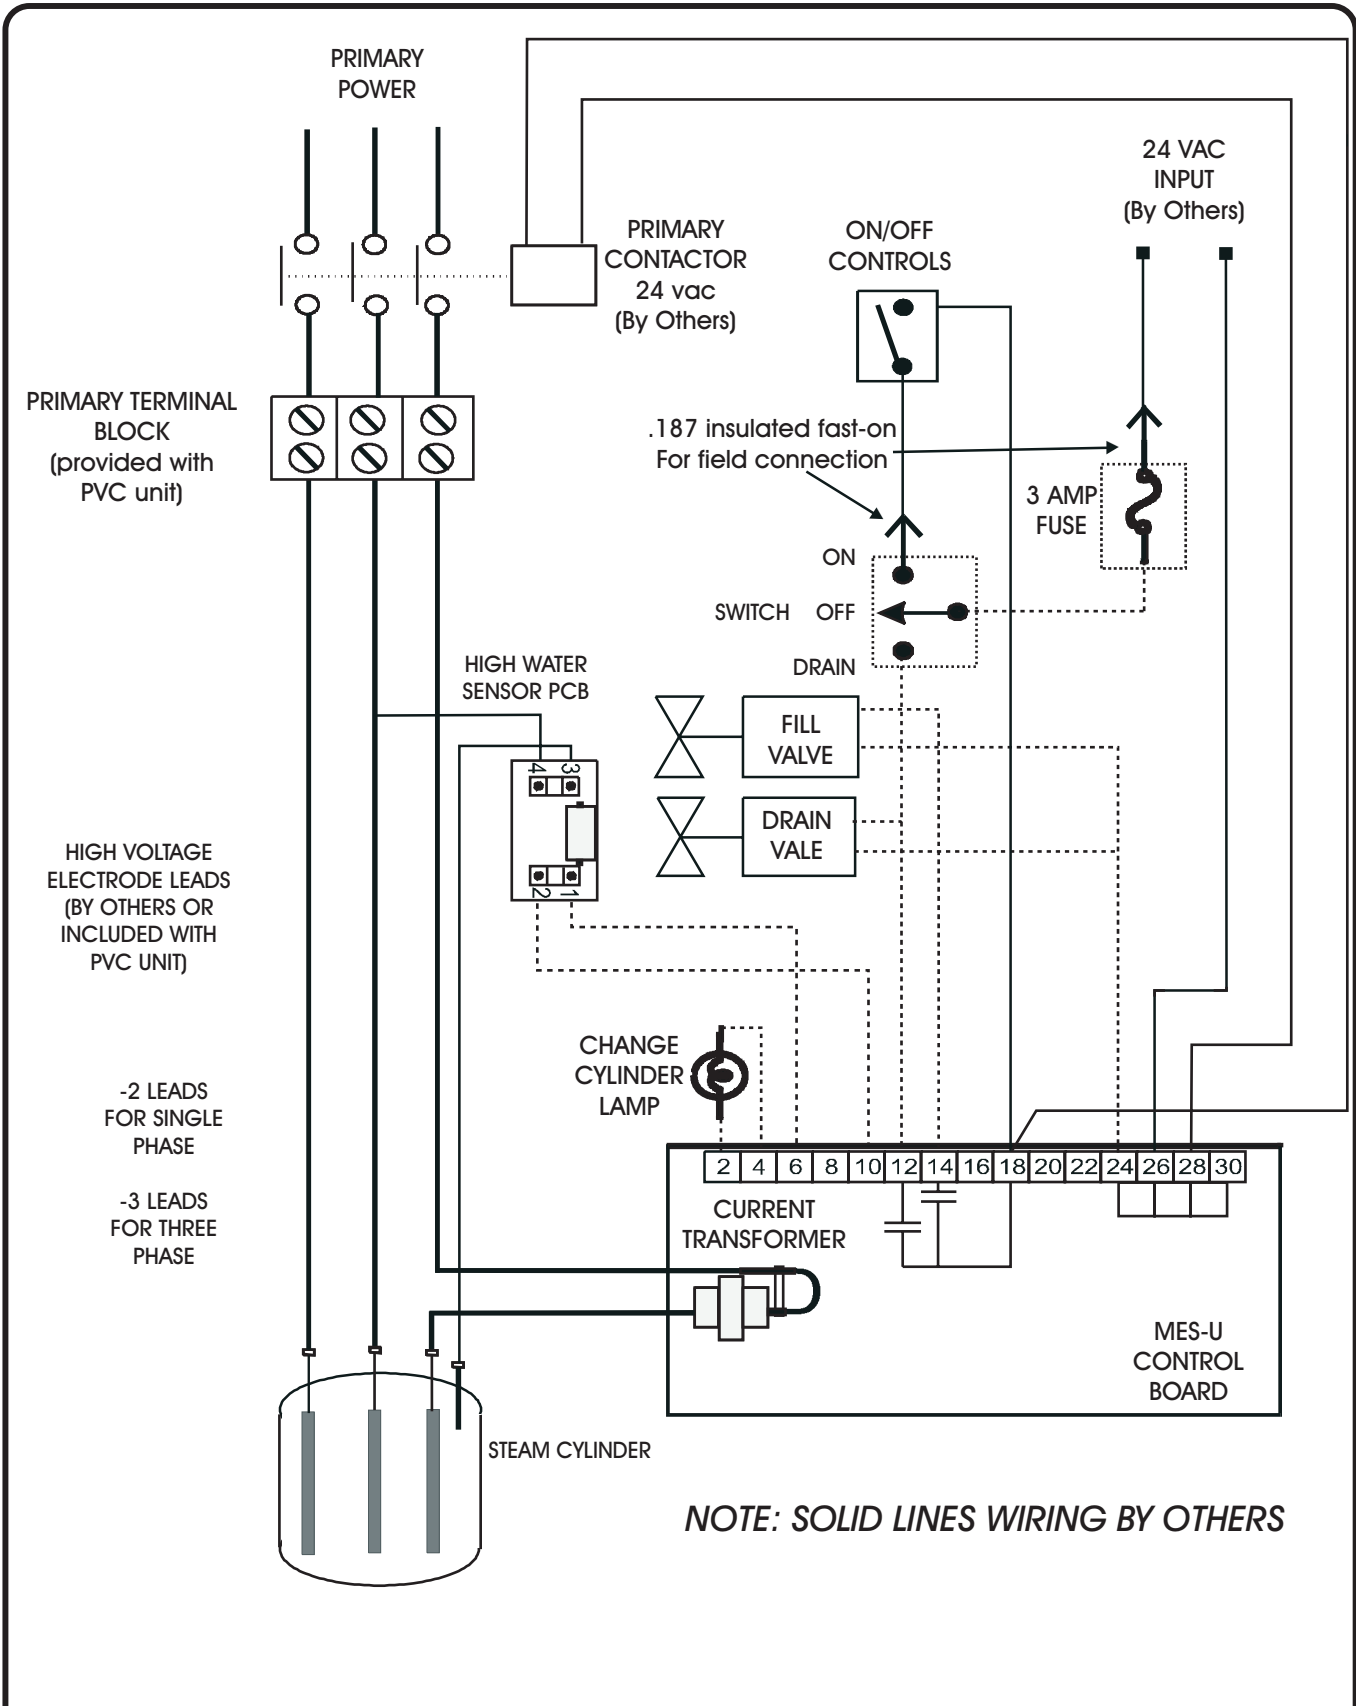 PRIMARY
POWER
24 VAC
INPUT
(By Others)
PRIMARY
CONTACTOR
24 vac
(By Others)
ON/OFF
CONTROLS
PRIMARY TERMINAL
BLOCK
(provided with
PVC unit)
.187 insulated fast-on
For field connection
3 AMP
FUSE
ON
SWITCH OFF
DRAIN
HIGH WATER
SENSOR PCB
FILL
VALVE
4 3
DRAIN
VALE
2 1
HIGH VOLTAGE
ELECTRODE LEADS
(BY OTHERS OR
INCLUDED WITH
PVC UNIT)
CHANGE
CYLINDER
LAMP
-2 LEADS
FOR SINGLE
PHASE
2 4 6 8 10 12 14 16 18 20 22 24 26 28 30
-3 LEADS
FOR THREE
PHASE
CURRENT
TRANSFORMER
MES-U
CONTROL
BOARD
STEAM CYLINDER
NOTE: SOLID LINES WIRING BY OTHERS